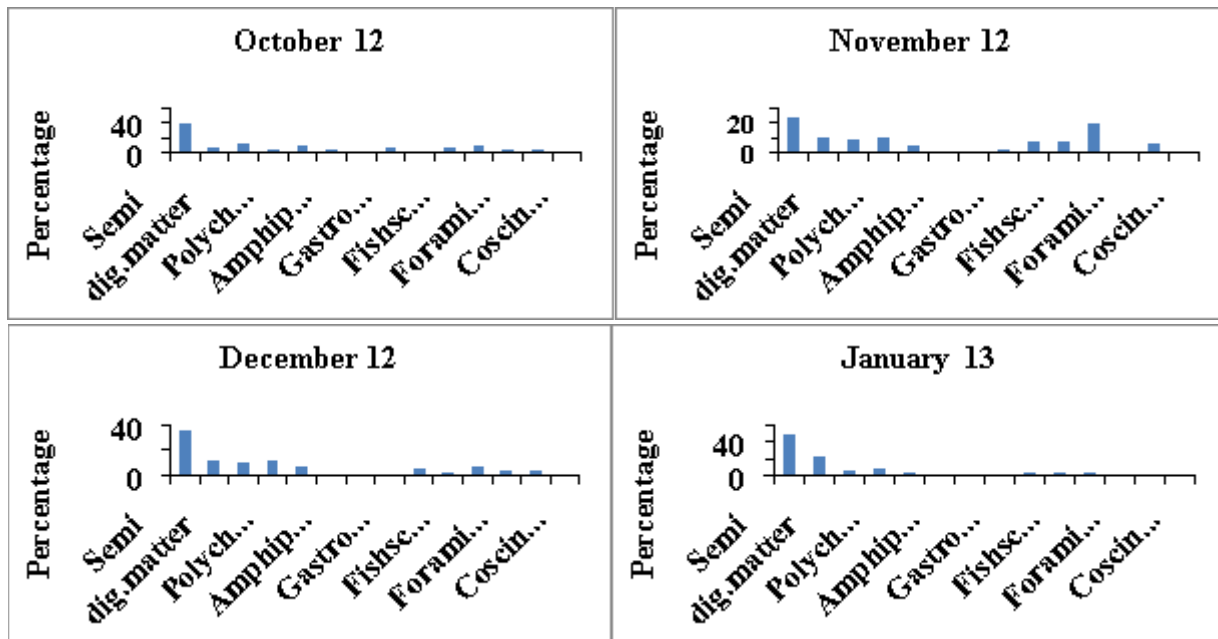 October 12
Percentage
40
0
Semi
dig.matter
Polych...
Amphip...
Gastro...
Fishsc...
Forami...
Coscin...
November 12
Percentage
20
0
Semi
dig.matter
Polych...
Amphip...
Gastro...
Fishsc...
Forami...
Coscin...
December 12
Percentage
40
0
Semi
dig.matter
Polych...
Amphip...
Gastro...
Fishsc...
Forami...
Coscin...
January 13
Percentage
40
0
Semi
dig.matter
Polych...
Amphip...
Gastro...
Fishsc...
Forami...
Coscin...